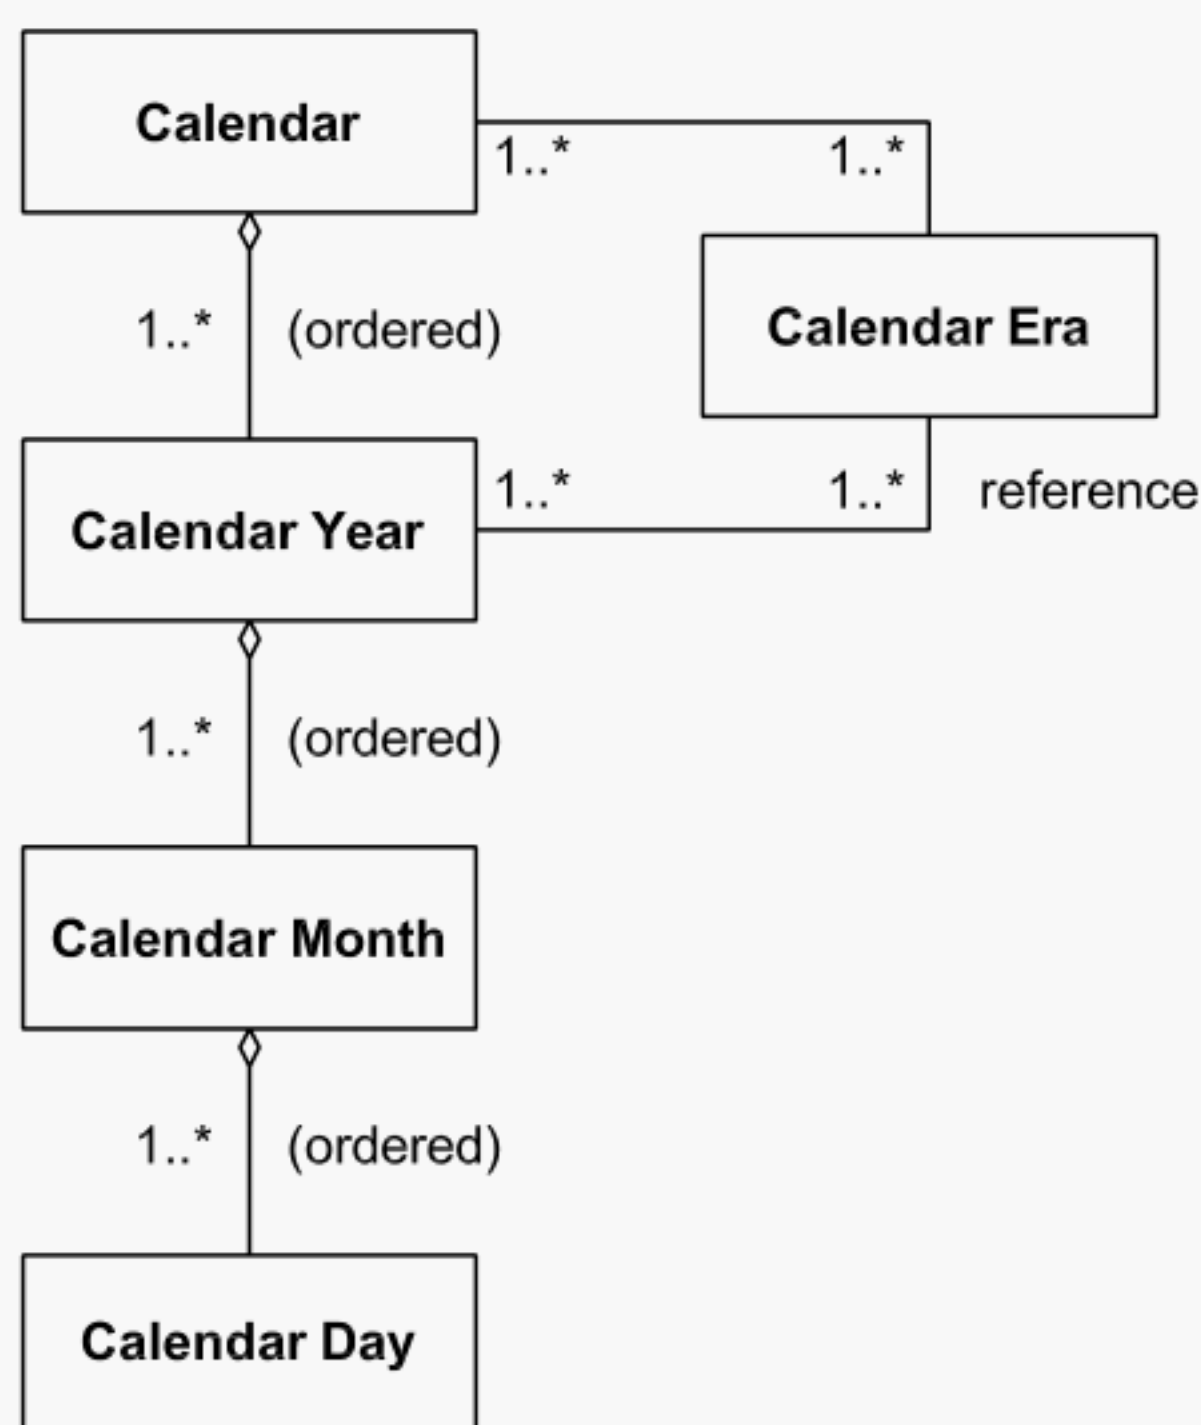 Calendar
1..* 1..*
1..* (ordered)
Calendar Era
1..* 1..* reference
Calendar Year
1..* (ordered)
Calendar Month
1..* (ordered)
Calendar Day